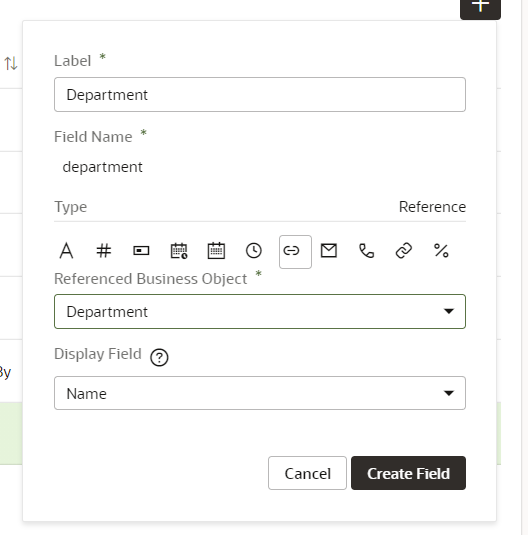 Label *
Department
Field Name *
department
Type Reference
Referenced Business Object *
Department
Display Field ?
Name
By
Cancel Create Field